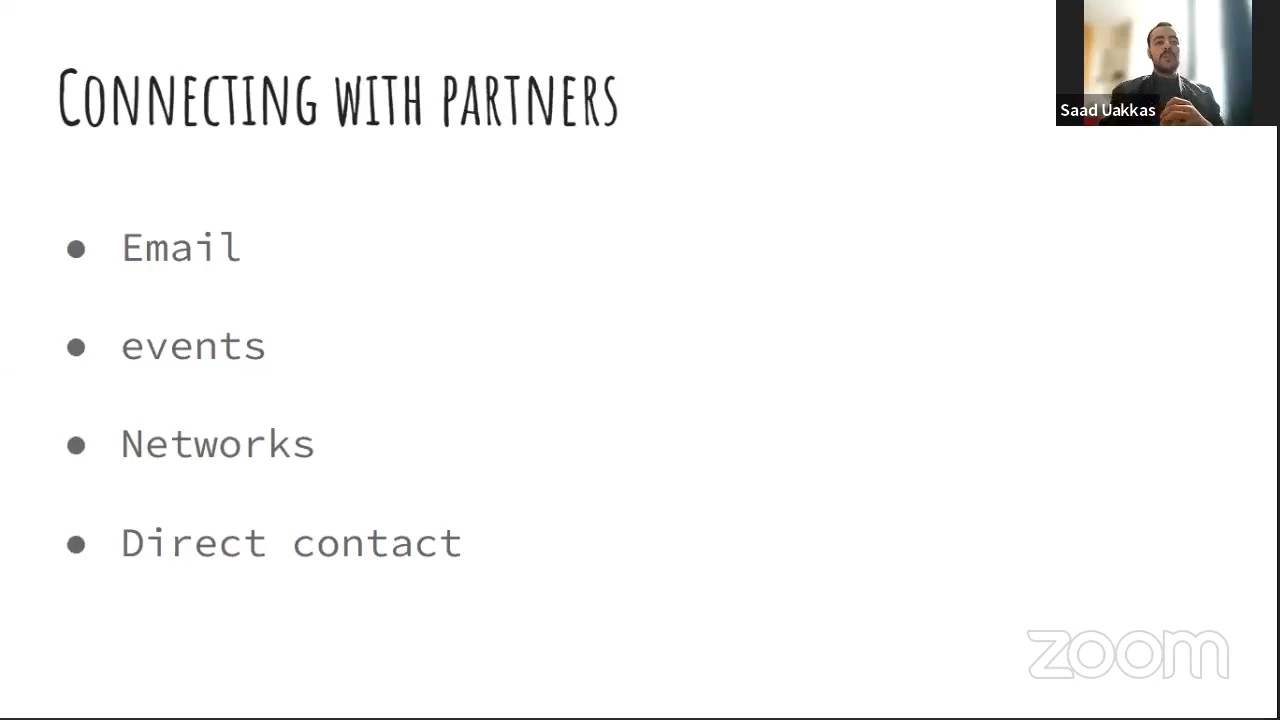 CONNECTING WITH PARTNERS
Saad Uakkas
● Email
● events
● Networks
● Direct contact
zoom